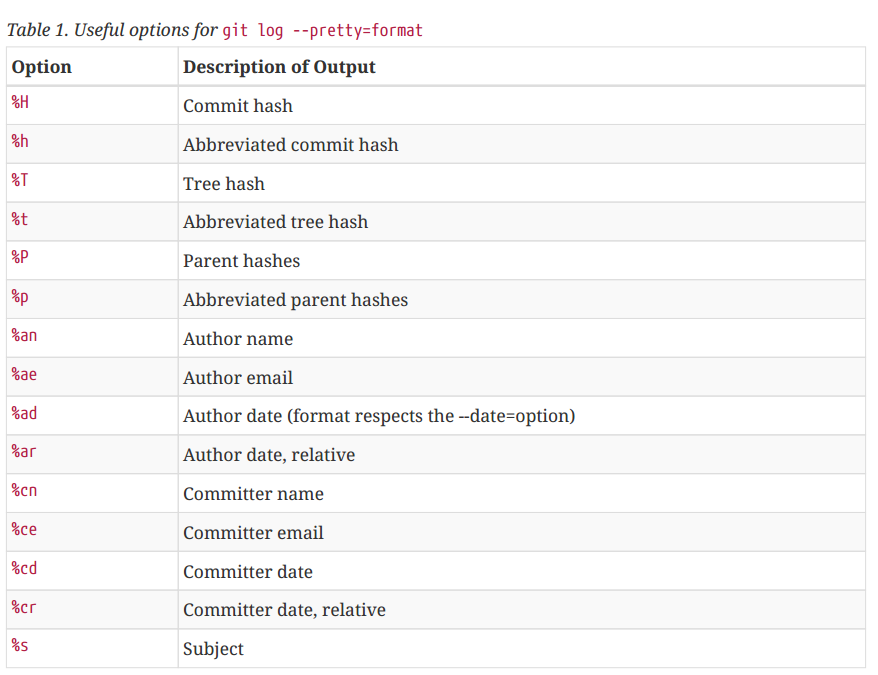 Table 1. Useful options for git log --pretty=format
Option Description of Output
%H Commit hash
%h Abbreviated commit hash
%T Tree hash
%t Abbreviated tree hash
%P Parent hashes
%p Abbreviated parent hashes
%an Author name
%ae Author email
%ad Author date (format respects the --date=option)
%ar Author date, relative
%cn Committer name
%ce Committer email
%cd Committer date
%cr Committer date, relative
%s Subject